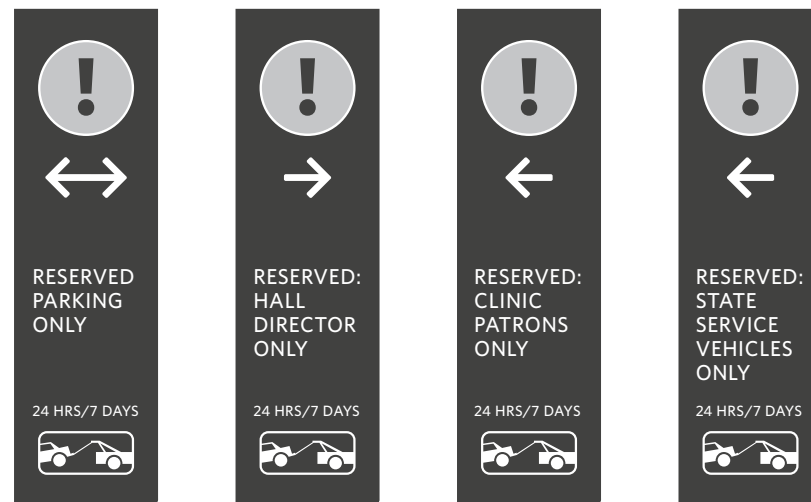 !
RESERVED
PARKING
ONLY
24 HRS/7 DAYS
!
RESERVED:
HALL
DIRECTOR
ONLY
24 HRS/7 DAYS
!
RESERVED:
CLINIC
PATRONS
ONLY
24 HRS/7 DAYS
!
RESERVED:
STATE
SERVICE
VEHICLES
ONLY
24 HRS/7 DAYS